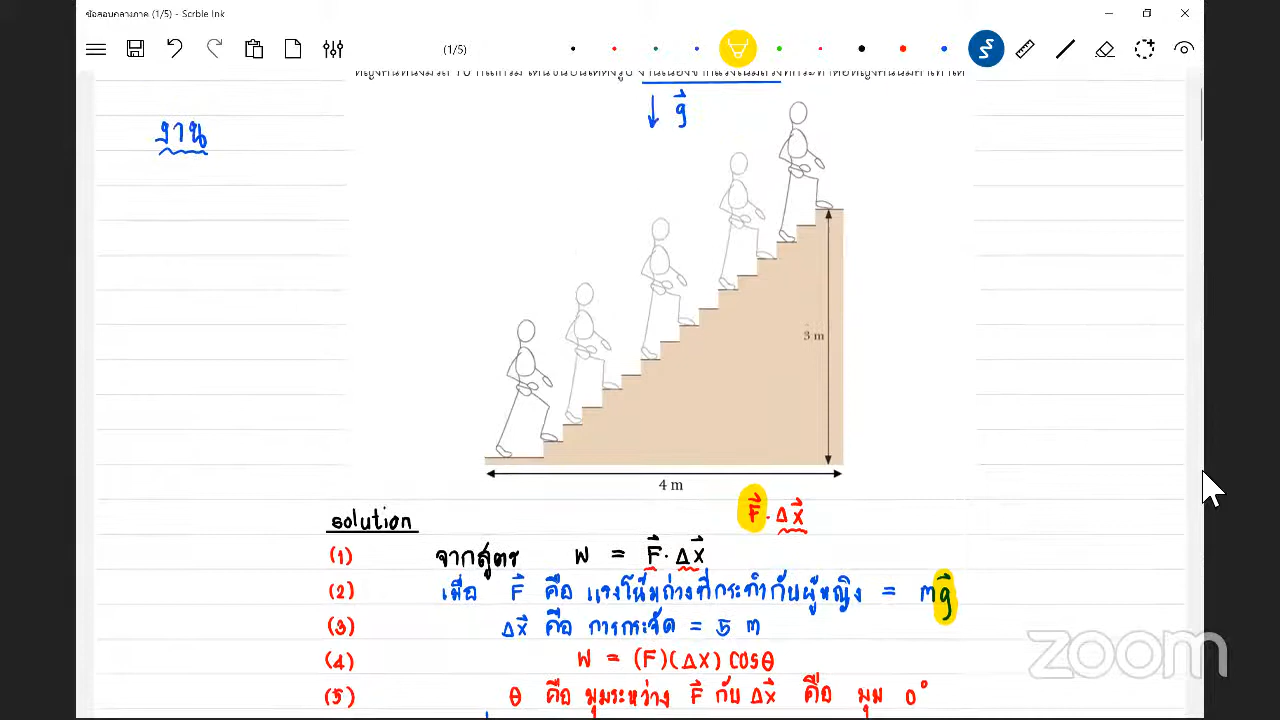 ข้อสอบกลางภาค (1/5) - Scrble Ink
(1/5)
↓ g
งาน
3 m
4 m
F · Δx
solution
(1) จากสูตร W = F · Δx
(2) เมื่อ F คือ แรงโน้มถ่วงที่กระทำกับผู้หญิง = mg
(3) Δx คือ การกระจัด = 5 m
(4) W = (F)(Δx) cosθ
(5) θ คือ มุมระหว่าง F กับ Δx คือ มุม 0°
zoom